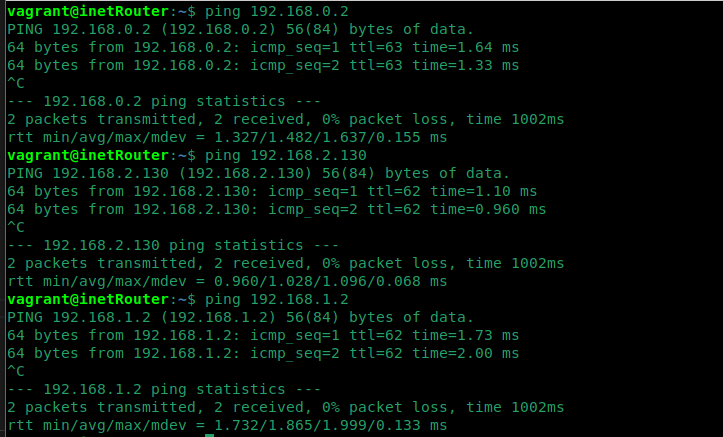 vagrant@inetRouter:~$ ping 192.168.0.2
PING 192.168.0.2 (192.168.0.2) 56(84) bytes of data.
64 bytes from 192.168.0.2: icmp_seq=1 ttl=63 time=1.64 ms
64 bytes from 192.168.0.2: icmp_seq=2 ttl=63 time=1.33 ms
^C
--- 192.168.0.2 ping statistics ---
2 packets transmitted, 2 received, 0% packet loss, time 1002ms
rtt min/avg/max/mdev = 1.327/1.482/1.637/0.155 ms
vagrant@inetRouter:~$ ping 192.168.2.130
PING 192.168.2.130 (192.168.2.130) 56(84) bytes of data.
64 bytes from 192.168.2.130: icmp_seq=1 ttl=62 time=1.10 ms
64 bytes from 192.168.2.130: icmp_seq=2 ttl=62 time=0.960 ms
^C
--- 192.168.2.130 ping statistics ---
2 packets transmitted, 2 received, 0% packet loss, time 1002ms
rtt min/avg/max/mdev = 0.960/1.028/1.096/0.068 ms
vagrant@inetRouter:~$ ping 192.168.1.2
PING 192.168.1.2 (192.168.1.2) 56(84) bytes of data.
64 bytes from 192.168.1.2: icmp_seq=1 ttl=62 time=1.73 ms
64 bytes from 192.168.1.2: icmp_seq=2 ttl=62 time=2.00 ms
^C
--- 192.168.1.2 ping statistics ---
2 packets transmitted, 2 received, 0% packet loss, time 1002ms
rtt min/avg/max/mdev = 1.732/1.865/1.999/0.133 ms